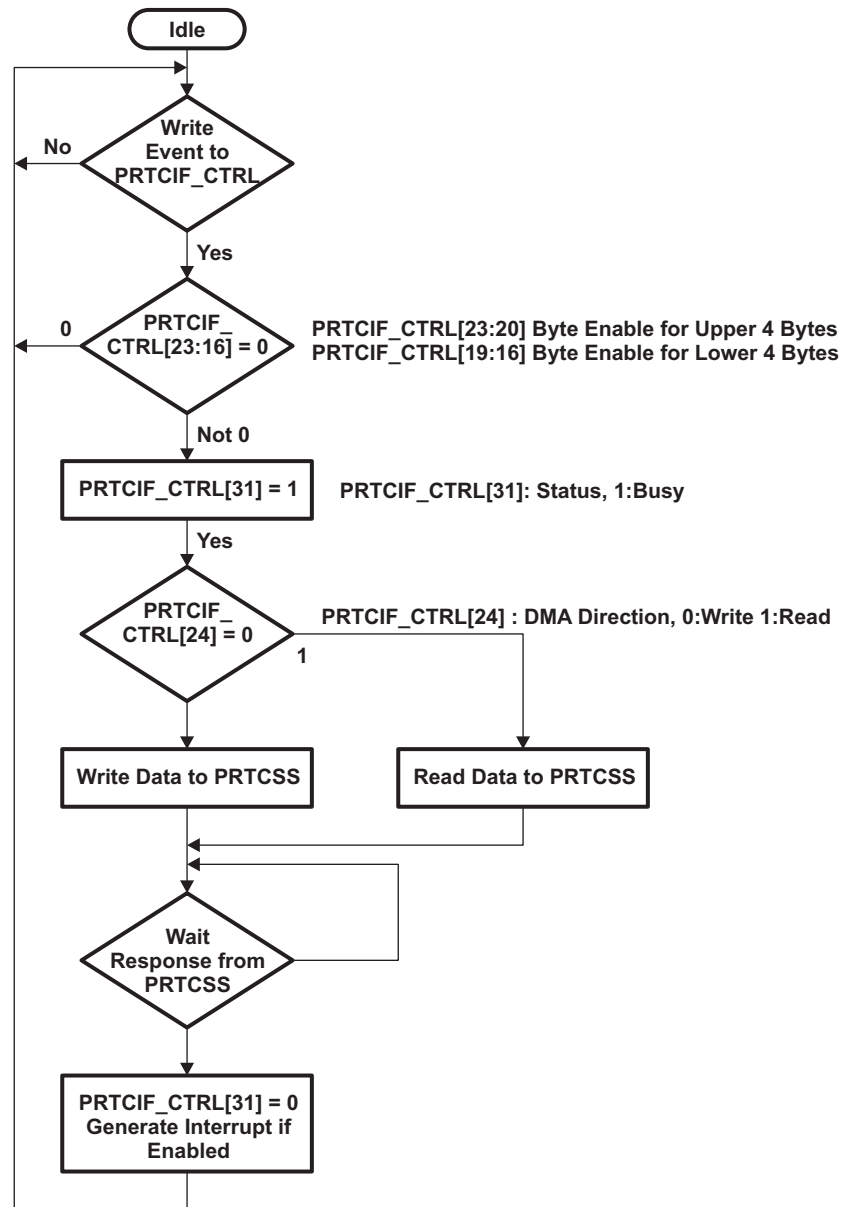 Idle
Write
Event to
PRTCIF_CTRL
No
Yes
PRTCIF_
CTRL[23:16] = 0
0
PRTCIF_CTRL[23:20] Byte Enable for Upper 4 Bytes
PRTCIF_CTRL[19:16] Byte Enable for Lower 4 Bytes
Not 0
PRTCIF_CTRL[31] = 1
PRTCIF_CTRL[31]: Status, 1:Busy
Yes
PRTCIF_
CTRL[24] = 0
PRTCIF_CTRL[24] : DMA Direction, 0:Write 1:Read
1
Write Data to PRTCSS
Read Data to PRTCSS
Wait
Response from
PRTCSS
PRTCIF_CTRL[31] = 0
Generate Interrupt if
Enabled